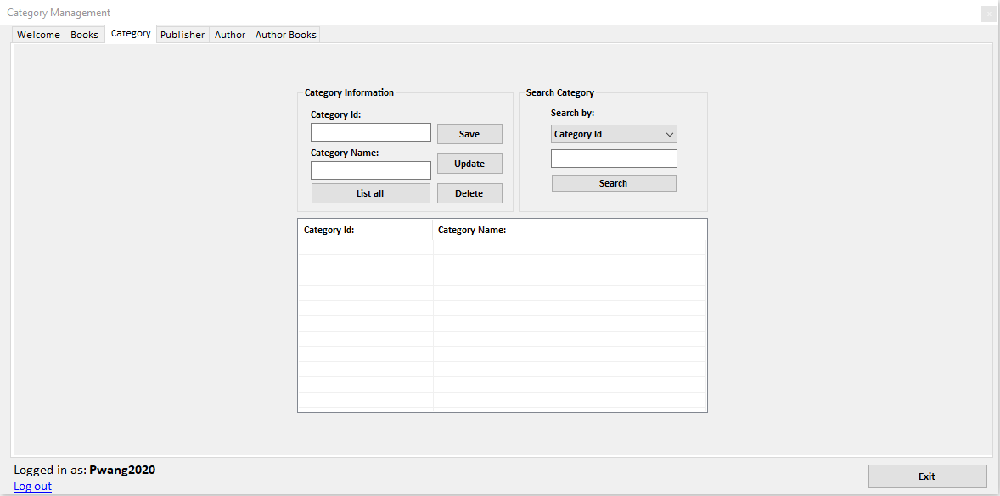 Category Management
Welcome Books Category Publisher Author Author Books
Category Information
Category Id:
Save
Category Name:
Update
List all
Delete
Search Category
Search by:
Category Id
Search
Category Id: Category Name:
Logged in as: Pwang2020
Log out
Exit